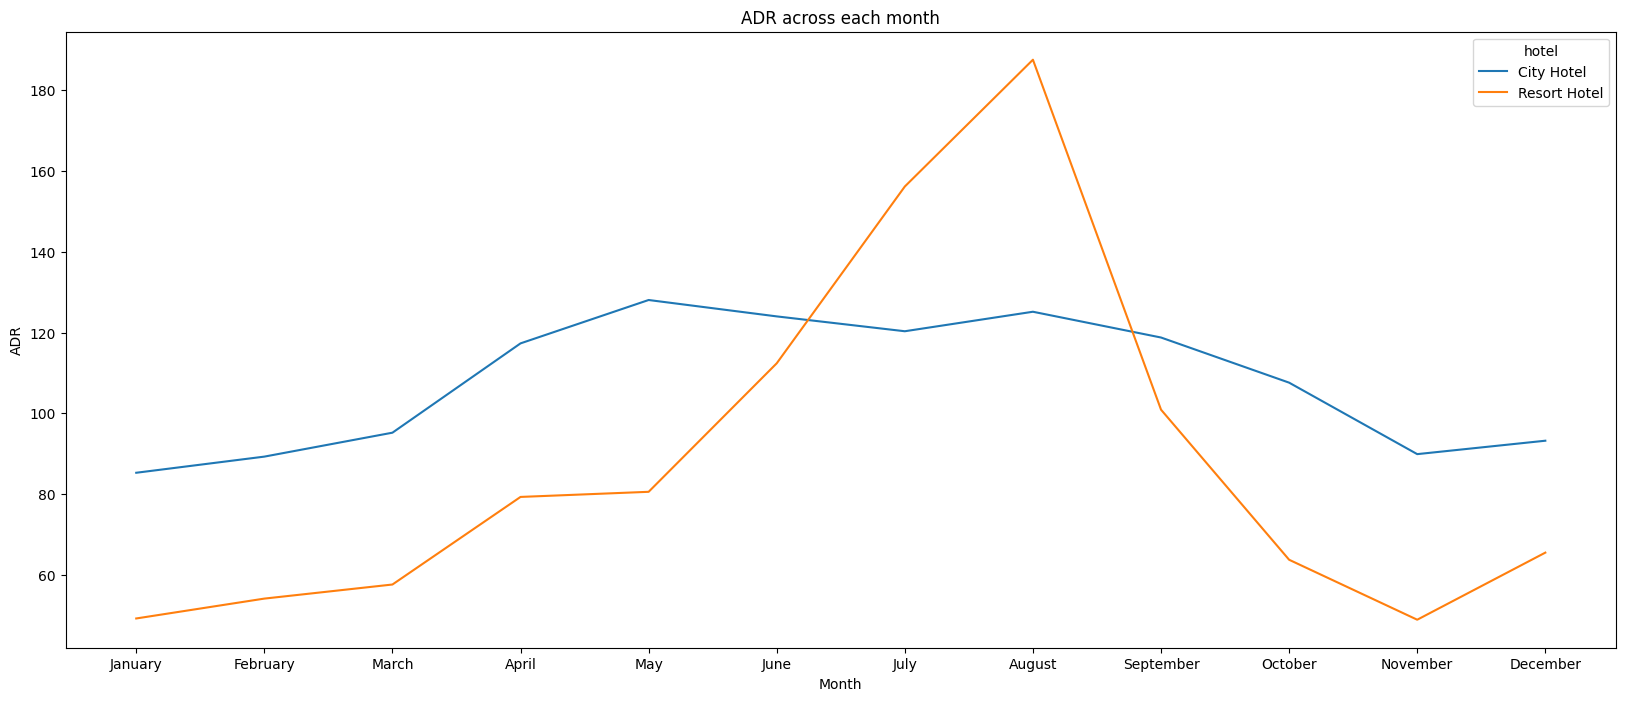 ADR across each month
hotel
City Hotel
Resort Hotel
180
160
140
120
100
80
60
ADR
January February March April May June July August September October November December
Month